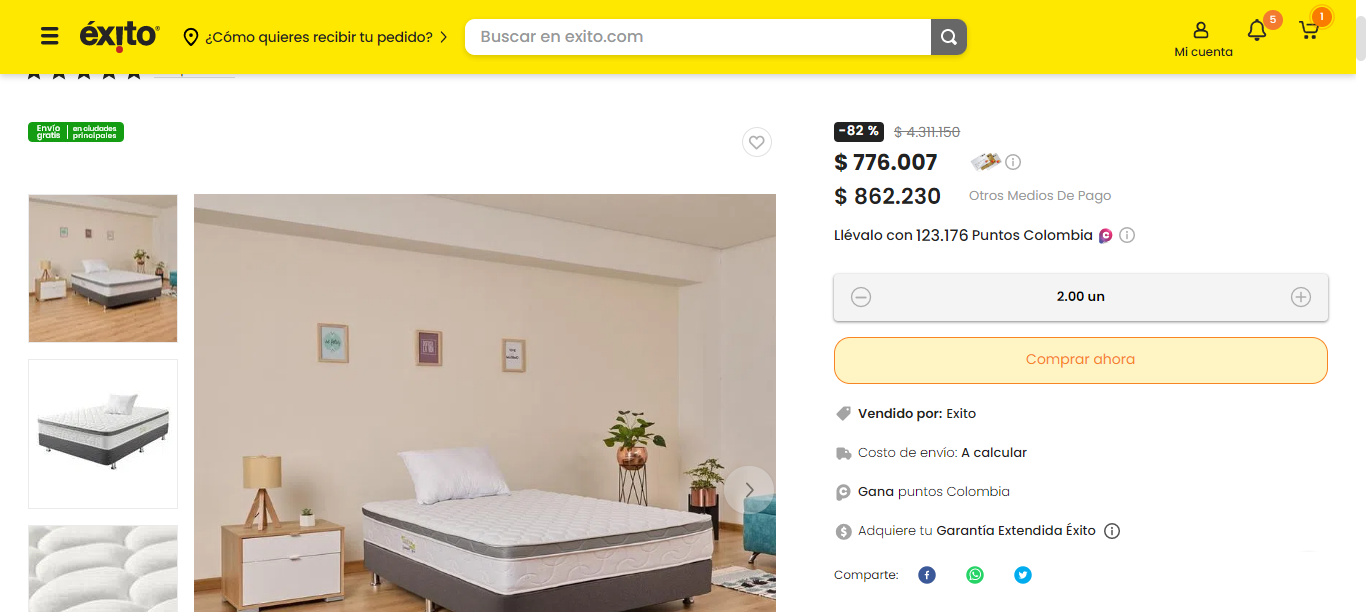 éxito
¿Cómo quieres recibir tu pedido?
Buscar en exito.com
Mi cuenta
5
1
Envío gratis
en ciudades principales
-82 %
$ 4.311.150
$ 776.007
$ 862.230
Otros Medios De Pago
Llévalo con 123.176 Puntos Colombia
2.00 un
Comprar ahora
Vendido por: Exito
Costo de envío: A calcular
Gana puntos Colombia
Adquiere tu Garantía Extendida Éxito
Comparte: